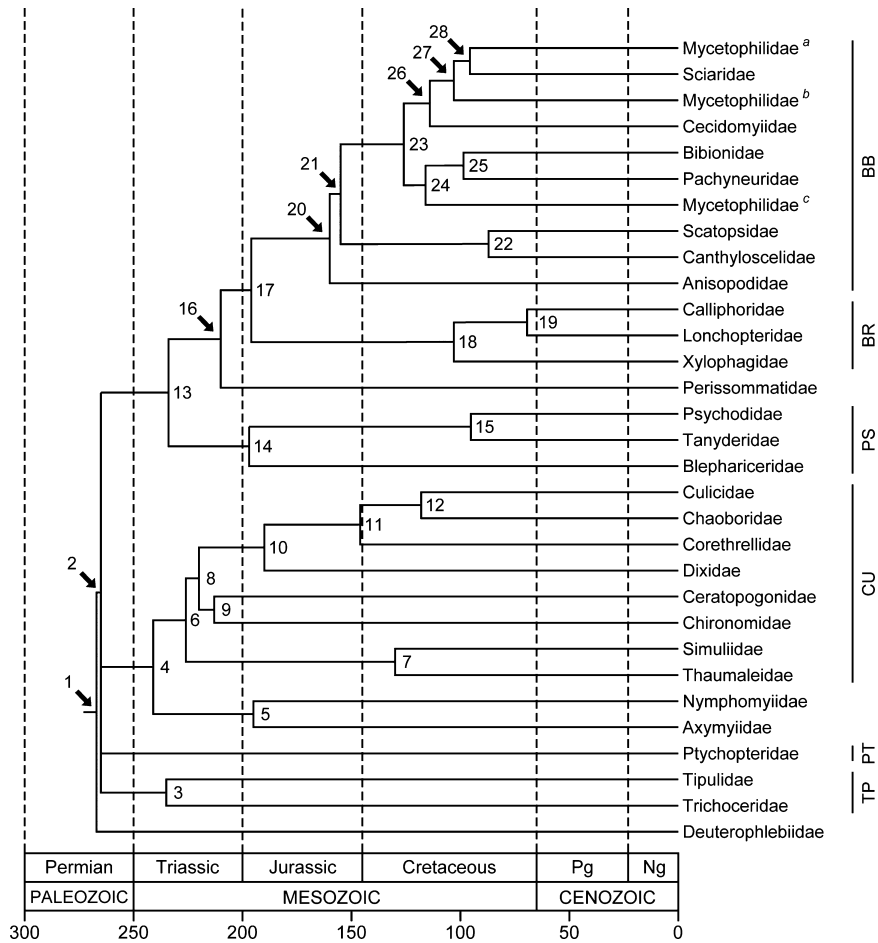 28
Mycetophilidae a
27
Sciaridae
26
Mycetophilidae b
Cecidomyiidae
23
Bibionidae
25
21
Pachyneuridae
24
Mycetophilidae c
20
Scatopsidae
22
Canthyloscelidae
BB
Anisopodidae
17
16
Calliphoridae
19
Lonchopteridae
18
Xylophagidae
BR
Perissommatidae
13
Psychodidae
15
Tanyderidae
14
Blephariceridae
PS
Culicidae
12
Chaoboridae
11
Corethrellidae
10
Dixidae
2
8
Ceratopogonidae
9
6
Chironomidae
Simuliidae
7
4
Thaumaleidae
CU
1
Nymphomyiidae
5
Axymyiidae
Ptychopteridae
PT
Tipulidae
3
Trichoceridae
TP
Deuterophlebiidae
Permian Triassic Jurassic Cretaceous Pg Ng
PALEOZOIC MESOZOIC CENOZOIC
300 250 200 150 100 50 0